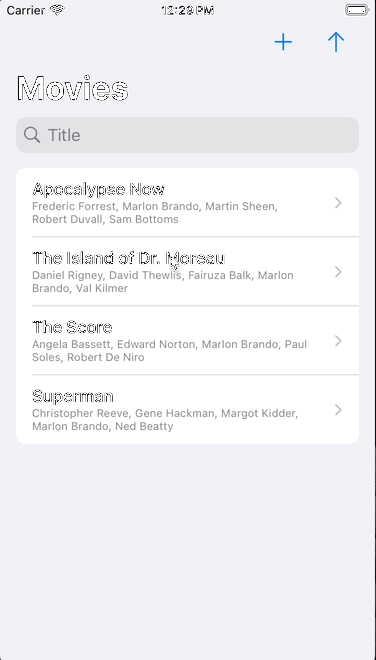 Carrier 12:29 PM
Movies
Title
Apocalypse Now
Frederic Forrest, Marlon Brando, Martin Sheen,
Robert Duvall, Sam Bottoms
The Island of Dr. Moreau
Daniel Rigney, David Thewlis, Fairuza Balk, Marlon
Brando, Val Kilmer
The Score
Angela Bassett, Edward Norton, Marlon Brando, Paul
Soles, Robert De Niro
Superman
Christopher Reeve, Gene Hackman, Margot Kidder,
Marlon Brando, Ned Beatty